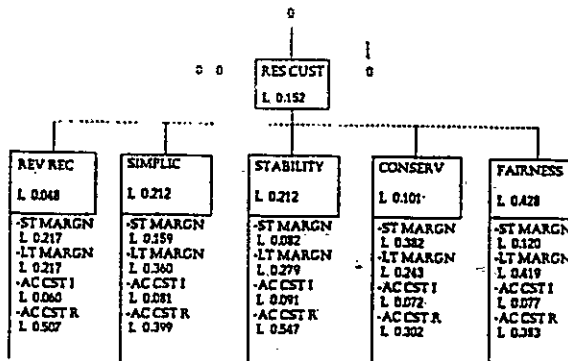 0
0 0
0
RES CUST
L 0.152
REV REC
L 0.048
-ST MARGN
L 0.217
-LT MARGN
L 0.217
-AC CST I
L 0.060
-AC CST R
L 0.507
SIMPLIC
L 0.212
-ST MARGN
L 0.159
-LT MARGN
L 0.360
-AC CST I
L 0.081
-AC CST R
L 0.399
STABILITY
L 0.212
-ST MARGN
L 0.082
-LT MARGN
L 0.279
-AC CST I
L 0.091
-AC CST R
L 0.547
CONSERV
L 0.101
-ST MARGN
L 0.382
-LT MARGN
L 0.243
-AC CST I
L 0.072
-AC CST R
L 0.302
FAIRNESS
L 0.428
-ST MARGN
L 0.120
-LT MARGN
L 0.419
-AC CST I
L 0.077
-AC CST R
L 0.383